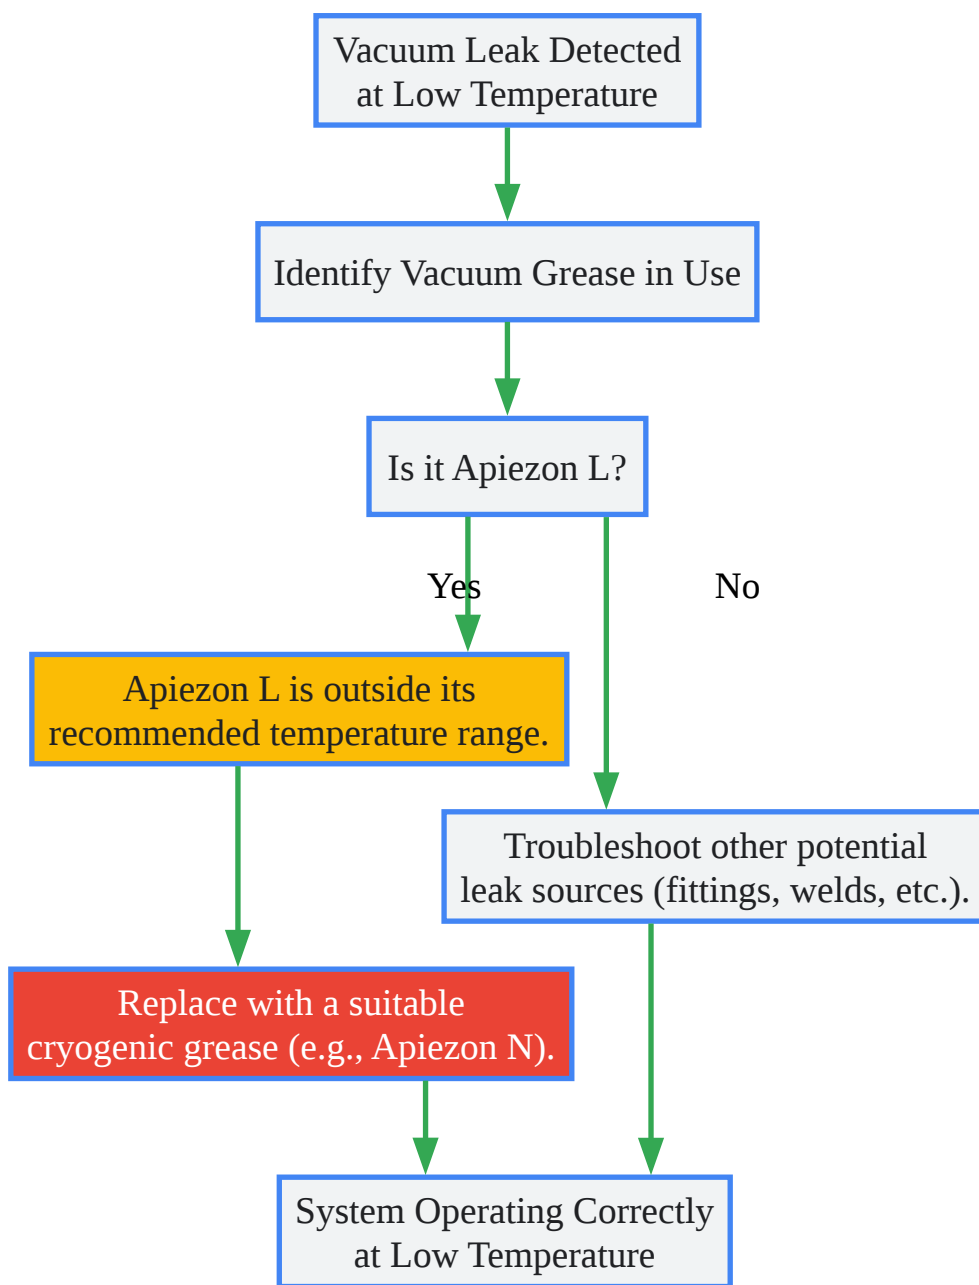 Vacuum Leak Detected
at Low Temperature
Identify Vacuum Grease in Use
Is it Apiezon L?
Yes
No
Apiezon L is outside its
recommended temperature range.
Troubleshoot other potential
leak sources (fittings, welds, etc.).
Replace with a suitable
cryogenic grease (e.g., Apiezon N).
System Operating Correctly
at Low Temperature